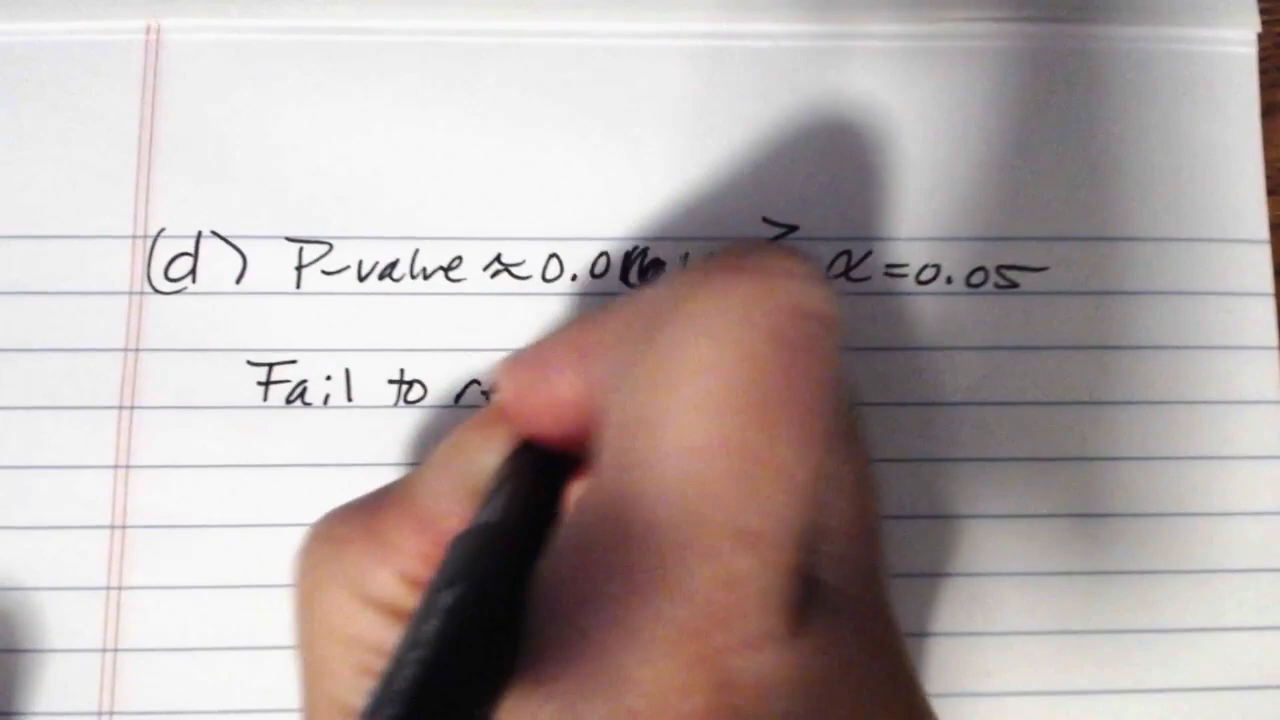 (d) P-value ≈ 0.0 > α = 0.05
Fail to